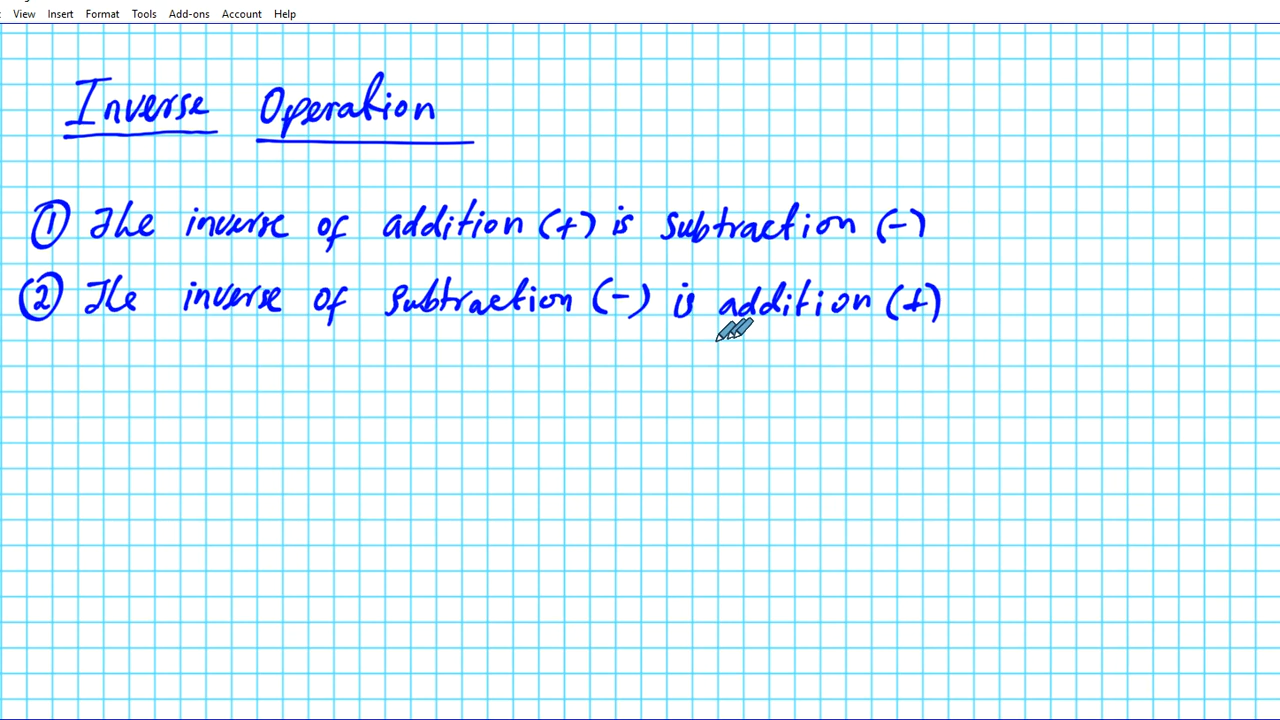 View Insert Format Tools Add-ons Account Help
Inverse Operation
① The inverse of addition (+) is subtraction (-)
② The inverse of subtraction (-) is addition (+)